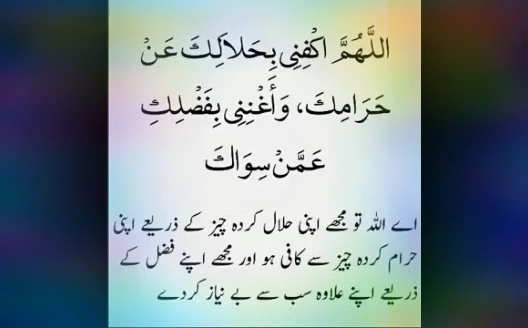 اللَّهُمَّ اكْفِنِي بِحَلَالِكَ عَنْ
حَرَامِكَ، وَأَغْنِنِي بِفَضْلِكِ
عَمَّنْ سِوَاكَ
اے اللہ تو مجھے اپنی حلال کردہ چیز کے ذریعے اپنی
حرام کردہ چیز سے کافی ہو اور مجھے اپنے فضل کے
ذریعے اپنے علاوہ سب سے بے نیاز کردے